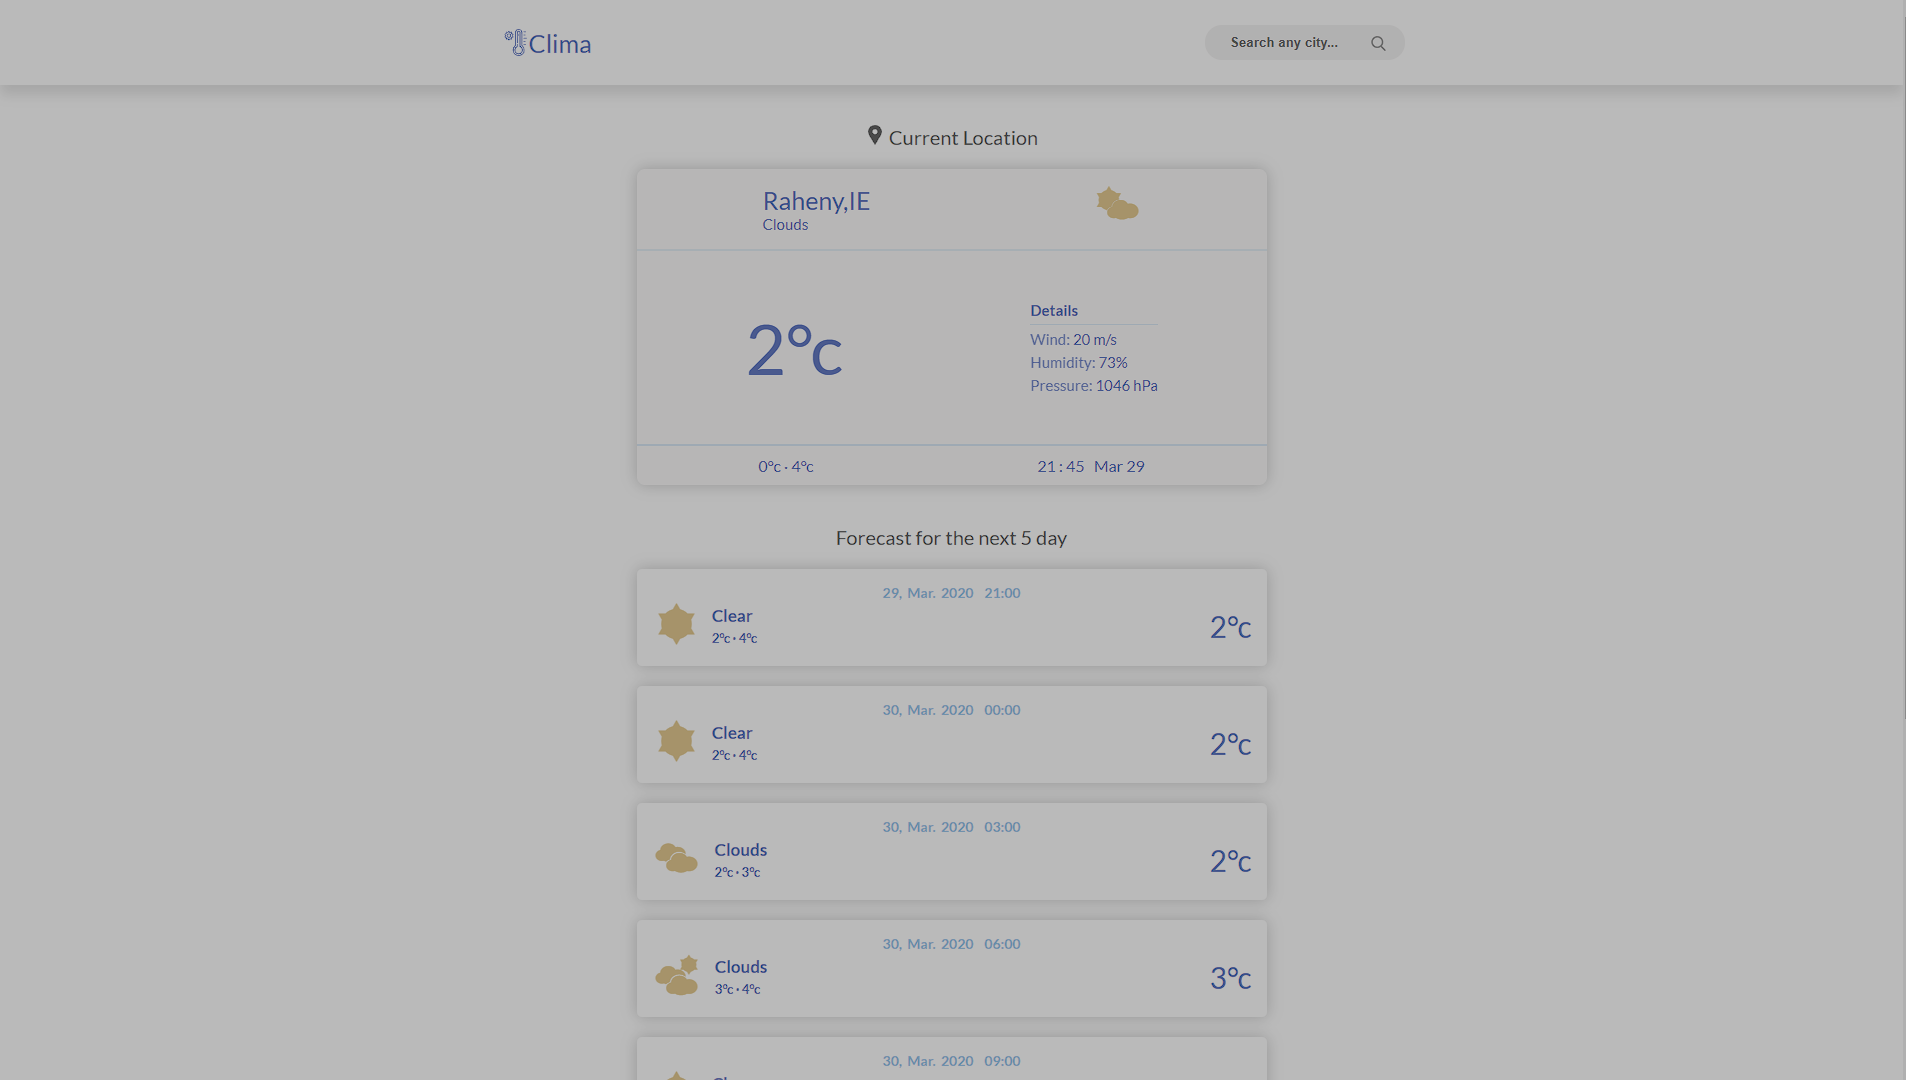 Clima
Search any city...
Current Location
Raheny,IE
Clouds
2°c
Details
Wind: 20 m/s
Humidity: 73%
Pressure: 1046 hPa
0°c · 4°c
21 : 45 Mar 29
Forecast for the next 5 day
29, Mar. 2020 21:00
Clear
2°c · 4°c
2°c
30, Mar. 2020 00:00
Clear
2°c · 4°c
2°c
30, Mar. 2020 03:00
Clouds
2°c · 3°c
2°c
30, Mar. 2020 06:00
Clouds
3°c · 4°c
3°c
30, Mar. 2020 09:00